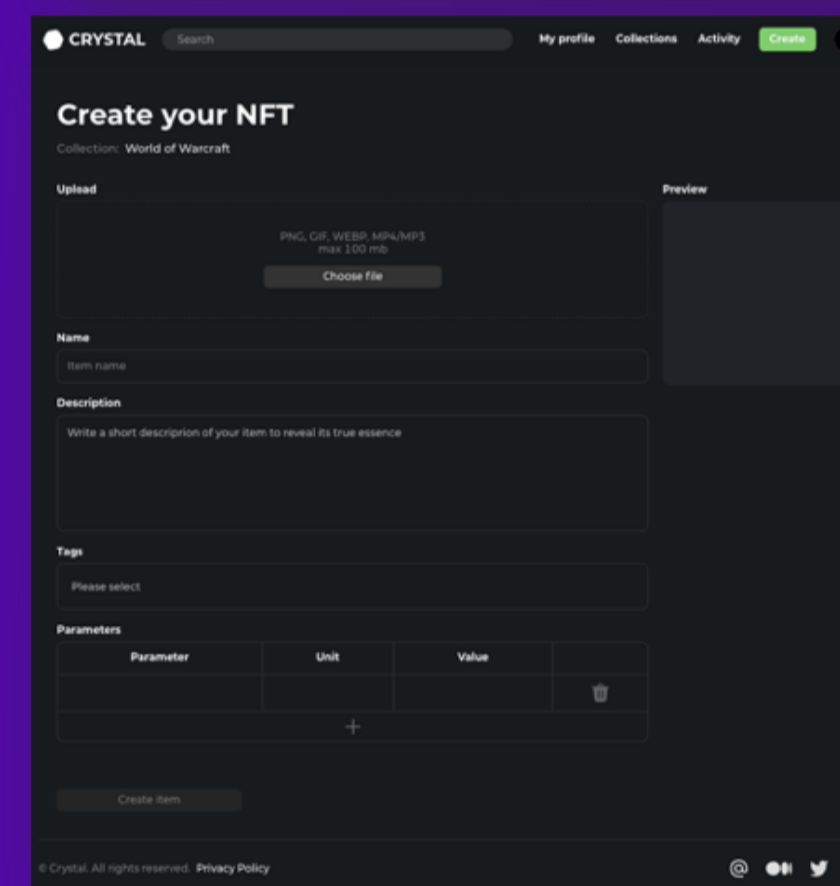 CRYSTAL Search My profile Collections Activity Create
Create your NFT
Collection: World of Warcraft
Upload Preview
PNG, GIF, WEBP, MP4/MP3
max 100 mb
Choose file
Name
Item name
Description
Write a short descriprion of your item to reveal its true essence
Tags
Please select
Parameters
Parameter Unit Value
+
Create item
© Crystal. All rights reserved. Privacy Policy